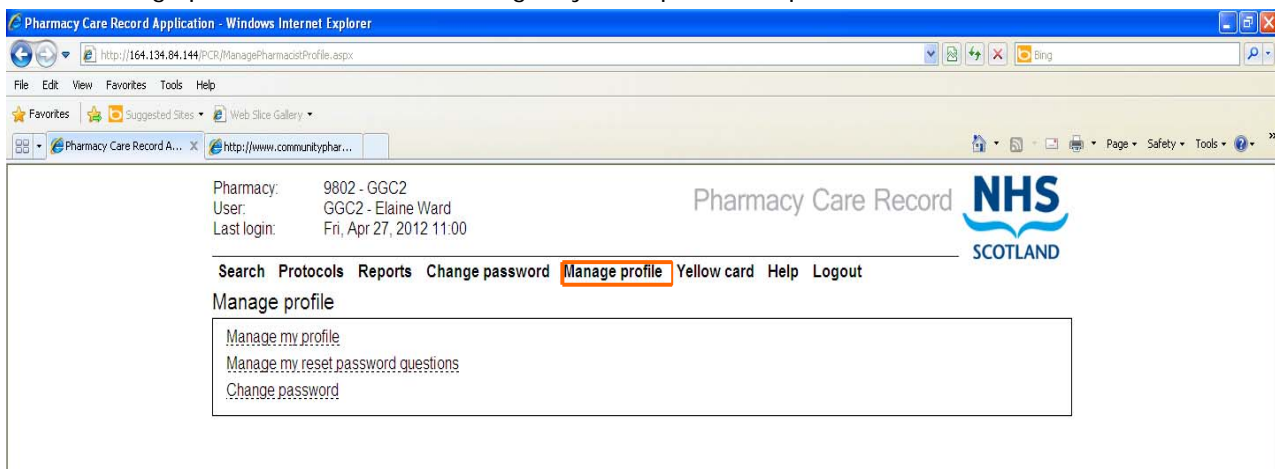 Pharmacy Care Record Application - Windows Internet Explorer
http://164.134.84.144/PCR/ManagePharmacistProfile.aspx
Bing
File Edit View Favorites Tools Help
Favorites Suggested Sites Web Slice Gallery
Pharmacy Care Record A... X http://www.communityphar... Page Safety Tools »
Pharmacy: 9802 - GGC2
User: GGC2 - Elaine Ward
Last login: Fri, Apr 27, 2012 11:00
Pharmacy Care Record
NHS
SCOTLAND
Search Protocols Reports Change password Manage profile Yellow card Help Logout
Manage profile
Manage my profile
Manage my reset password questions
Change password